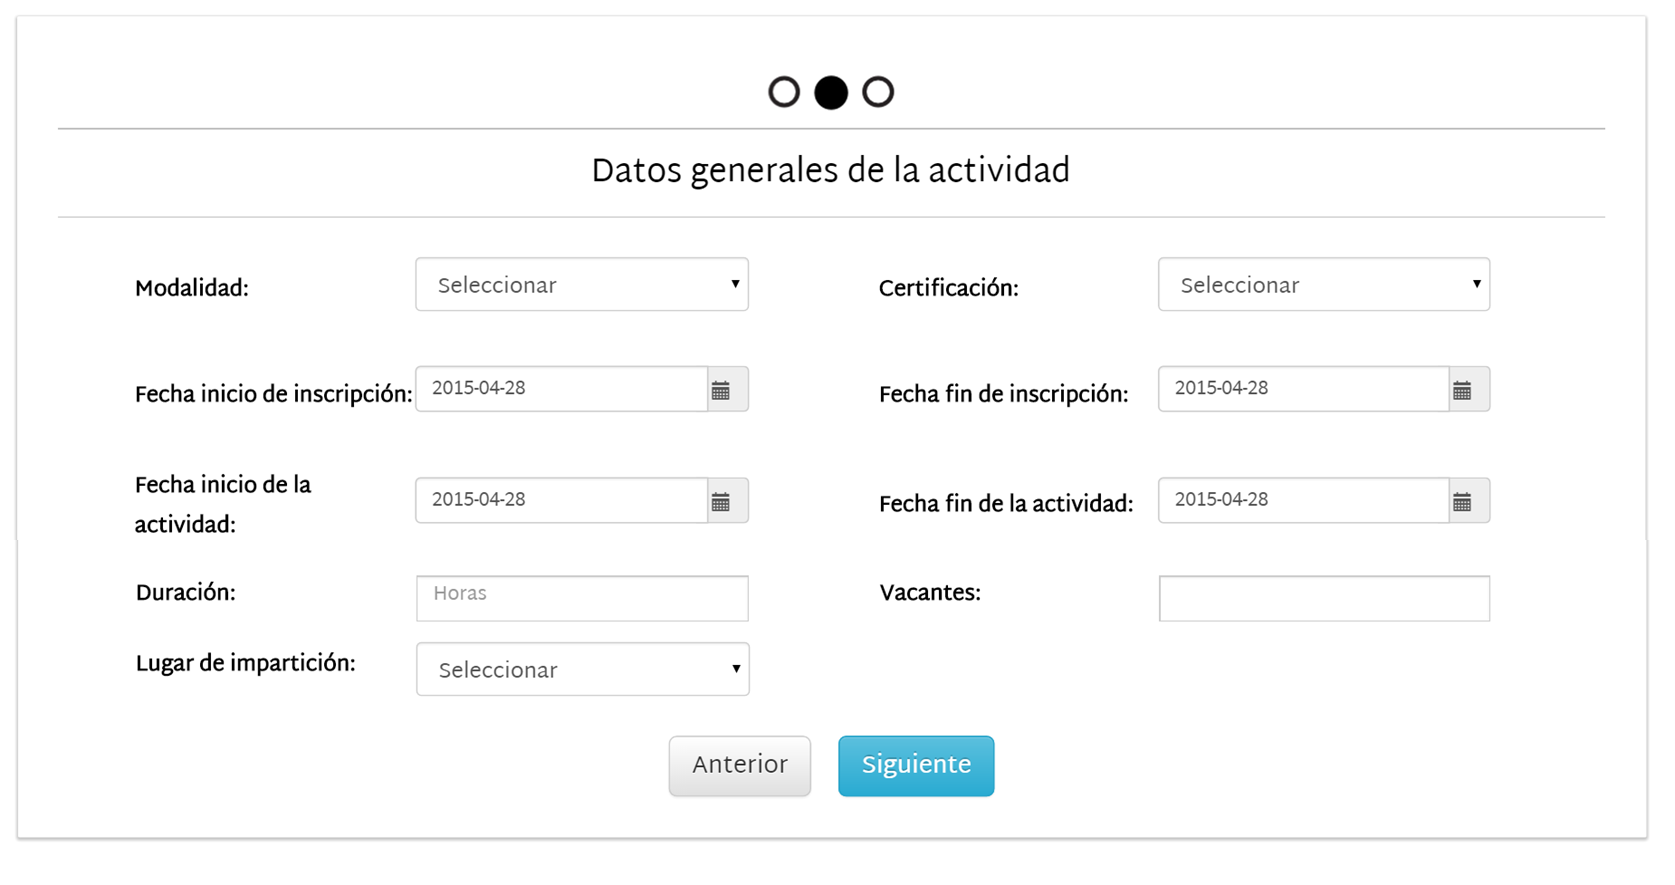 Datos generales de la actividad
Modalidad:
Seleccionar
Certificación:
Seleccionar
Fecha inicio de inscripción:
2015-04-28
Fecha fin de inscripción:
2015-04-28
Fecha inicio de la
actividad:
2015-04-28
Fecha fin de la actividad:
2015-04-28
Duración:
Horas
Vacantes:
Lugar de impartición:
Seleccionar
Anterior
Siguiente